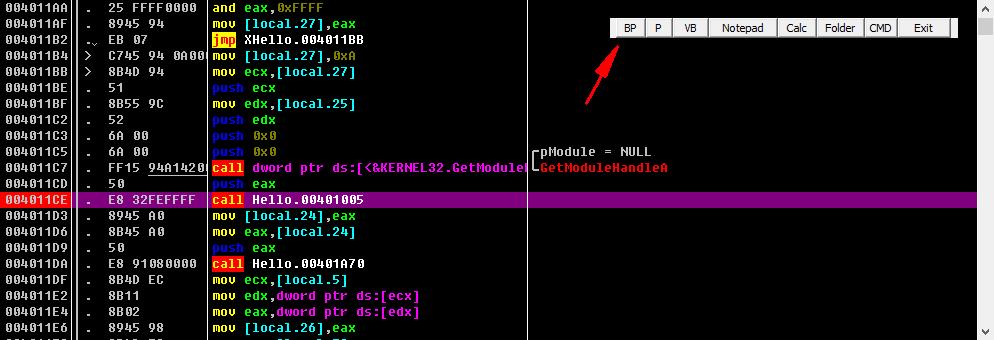 BP P VB Notepad Calc Folder CMD Exit
004011AA . 25 FFFF0000 and eax,0xFFFF
004011AF . 8945 94 mov [local.27],eax
004011B2 . EB 07 jmp XHello.004011BB
004011B4 > C745 94 0A000 mov [local.27],0xA
004011BB > 8B4D 94 mov ecx,[local.27]
004011BE . 51 push ecx
004011BF . 8B55 9C mov edx,[local.25]
004011C2 . 52 push edx
004011C3 . 6A 00 push 0x0
004011C5 . 6A 00 push 0x0 pModule = NULL
004011C7 . FF15 94A14200 call dword ptr ds:[<&KERNEL32.GetModule GetModuleHandleA
004011CD . 50 push eax
004011CE . E8 32FEFFFF call Hello.00401005
004011D3 . 8945 A0 mov [local.24],eax
004011D6 . 8B45 A0 mov eax,[local.24]
004011D9 . 50 push eax
004011DA . E8 91080000 call Hello.00401A70
004011DF . 8B4D EC mov ecx,[local.5]
004011E2 . 8B11 mov edx,dword ptr ds:[ecx]
004011E4 . 8B02 mov eax,dword ptr ds:[edx]
004011E6 . 8945 98 mov [local.26],eax